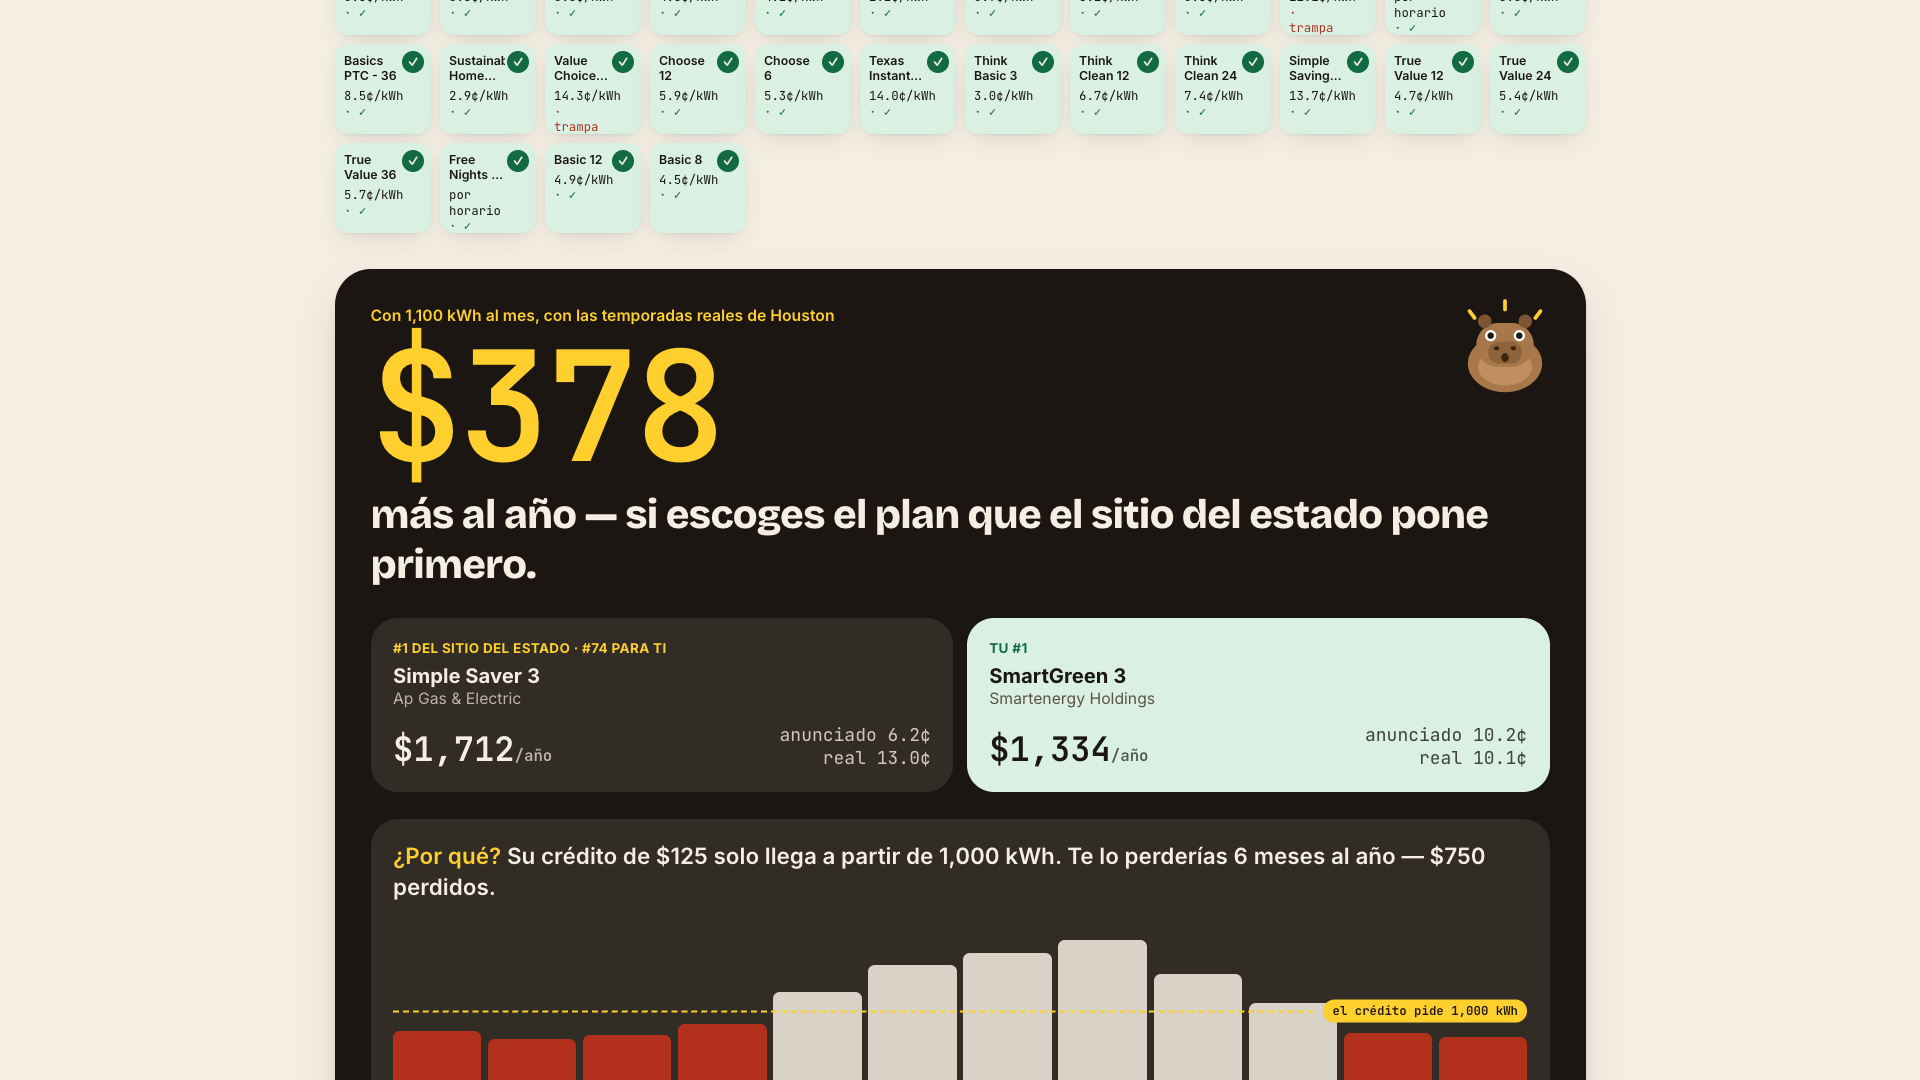 horario
· ✓
·
trampa
· ✓
Basics
PTC - 36
8.5¢/kWh
· ✓
Home...
2.9¢/kWh
· ✓
Value
Choice...
14.3¢/kWh
·
trampa
Choose
12
5.9¢/kWh
· ✓
Choose
6
5.3¢/kWh
· ✓
Texas
Instant...
14.0¢/kWh
· ✓
Think
Basic 3
3.0¢/kWh
· ✓
Think
Clean 12
6.7¢/kWh
· ✓
Think
Clean 24
7.4¢/kWh
· ✓
Simple
Saving...
13.7¢/kWh
· ✓
True
Value 12
4.7¢/kWh
· ✓
True
Value 24
5.4¢/kWh
· ✓
True
Value 36
5.7¢/kWh
· ✓
Free
Nights ...
por
horario
· ✓
Basic 12
4.9¢/kWh
· ✓
Basic 8
4.5¢/kWh
· ✓
Con 1,100 kWh al mes, con las temporadas reales de Houston
$378
más al año — si escoges el plan que el sitio del estado pone
primero.
#1 DEL SITIO DEL ESTADO · #74 PARA TI
Simple Saver 3
Ap Gas & Electric
$1,712/año
anunciado 6.2¢
real 13.0¢
TU #1
SmartGreen 3
Smartenergy Holdings
$1,334/año
anunciado 10.2¢
real 10.1¢
¿Por qué? Su crédito de $125 solo llega a partir de 1,000 kWh. Te lo perderías 6 meses al año — $750
perdidos.
el crédito pide 1,000 kWh